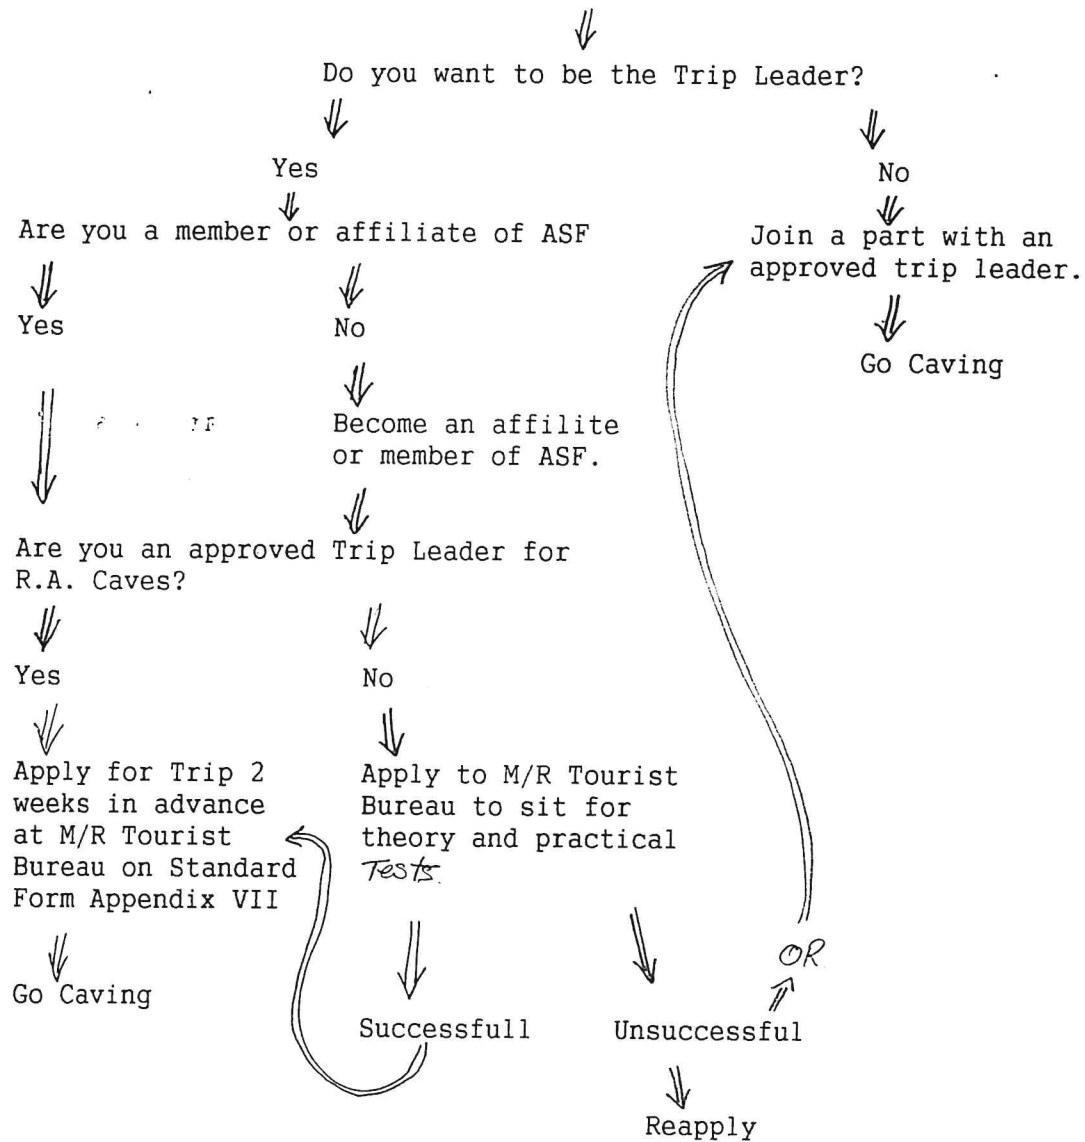 Do you want to be the Trip Leader?
Yes
No
Are you a member or affiliate of ASF
Join a part with an
approved trip leader.
Yes
No
Go Caving
Become an affilite
or member of ASF.
Are you an approved Trip Leader for
R.A. Caves?
Yes
No
Apply for Trip 2
weeks in advance
at M/R Tourist
Bureau on Standard
Form Appendix VII
Apply to M/R Tourist
Bureau to sit for
theory and practical
Tests.
Go Caving
OR
Successfull
Unsuccessful
Reapply